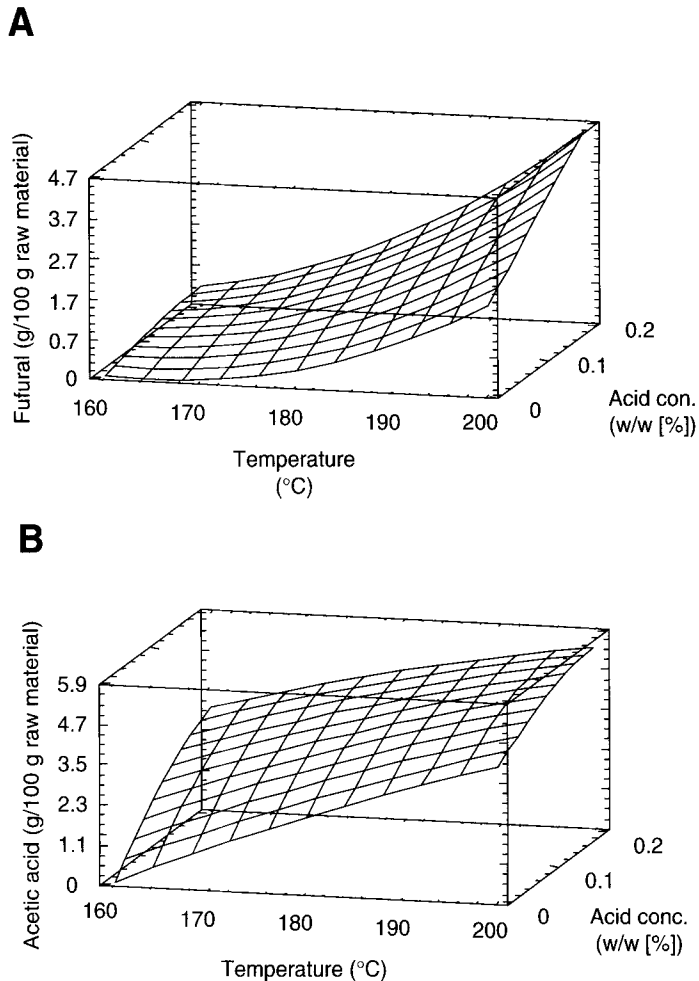 A
Fufural (g/100 g raw material)
4.7
3.7
2.7
1.7
0.7
0
160
170
180
190
200
0
0.1
0.2
Acid con.
(w/w [%])
Temperature
(°C)
B
Acetic acid (g/100 g raw material)
5.9
4.7
3.5
2.3
1.1
0
160
170
180
190
200
0
0.1
0.2
Acid conc.
(w/w [%])
Temperature (°C)